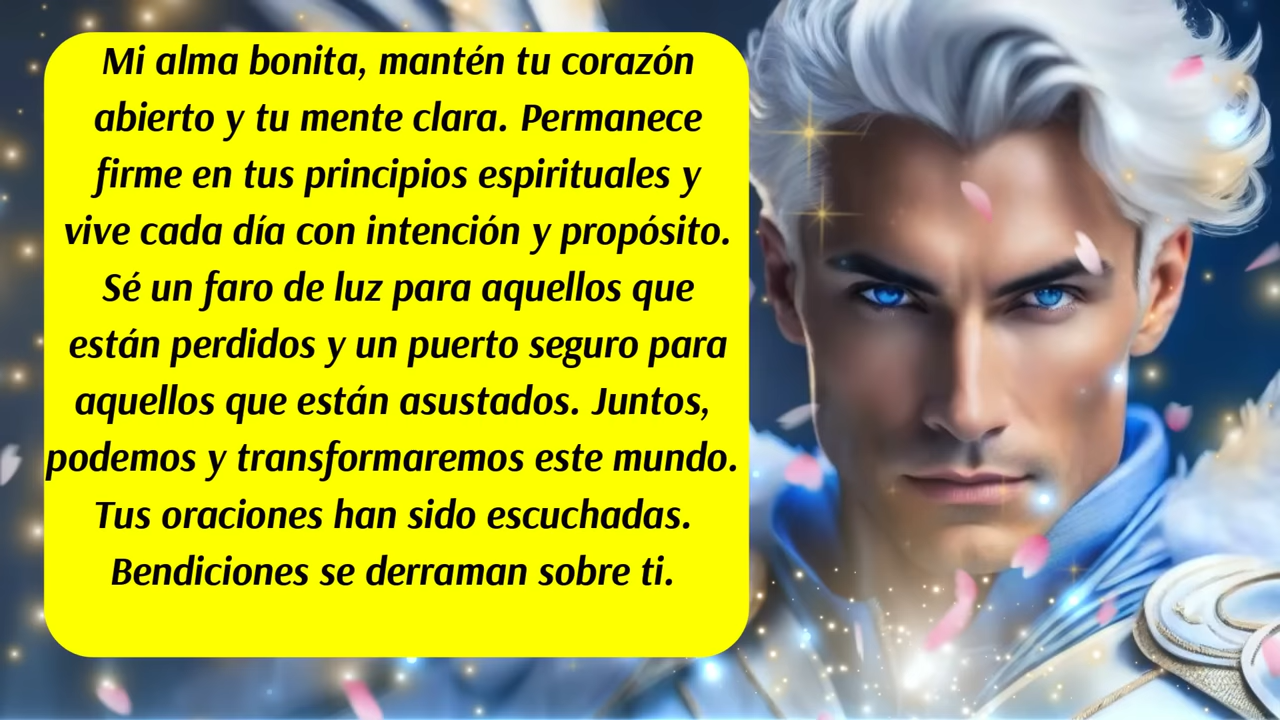 Mi alma bonita, mantén tu corazón
abierto y tu mente clara. Permanece
firme en tus principios espirituales y
vive cada día con intención y propósito.
Sé un faro de luz para aquellos que
están perdidos y un puerto seguro para
aquellos que están asustados. Juntos,
podemos y transformaremos este mundo.
Tus oraciones han sido escuchadas.
Bendiciones se derraman sobre ti.